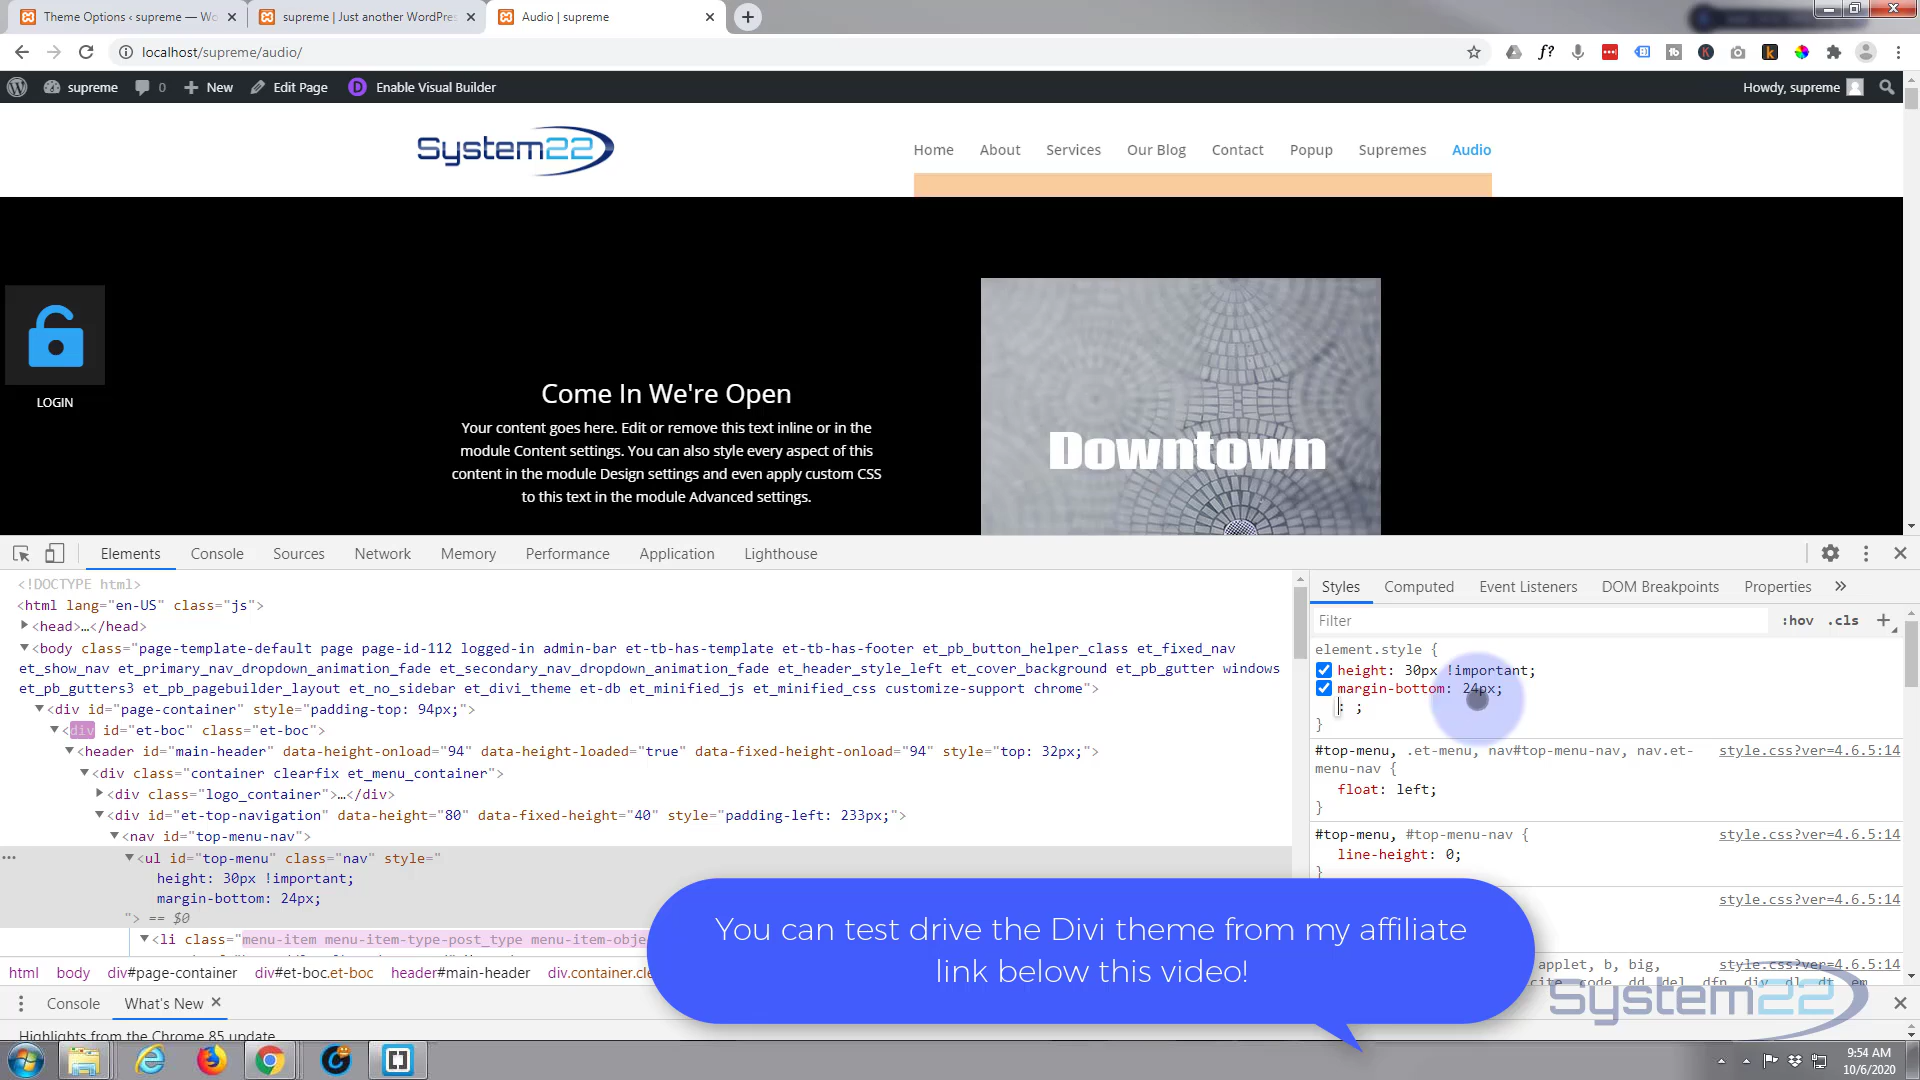 Theme Options ‹ supreme — Wo
supreme | Just another WordPres
Audio | supreme
localhost/supreme/audio/
supreme
0
New
Edit Page
Enable Visual Builder
Howdy, supreme
System22
Home
About
Services
Our Blog
Contact
Popup
Supremes
Audio
LOGIN
Come In We're Open
Your content goes here. Edit or remove this text inline or in the
module Content settings. You can also style every aspect of this
content in the module Design settings and even apply custom CSS
to this text in the module Advanced settings.
Downtown
Elements
Console
Sources
Network
Memory
Performance
Application
Lighthouse
<!DOCTYPE html>
<html lang="en-US" class="js">
<head>…</head>
<body class="page-template-default page page-id-112 logged-in admin-bar et-tb-has-template et-tb-has-footer et_pb_button_helper_class et_fixed_nav
et_show_nav et_primary_nav_dropdown_animation_fade et_secondary_nav_dropdown_animation_fade et_header_style_left et_cover_background et_pb_gutter windows
et_pb_gutters3 et_pb_pagebuilder_layout et_no_sidebar et_divi_theme et-db et_minified_js et_minified_css customize-support chrome">
<div id="page-container" style="padding-top: 94px;">
<div id="et-boc" class="et-boc">
<header id="main-header" data-height-onload="94" data-height-loaded="true" data-fixed-height-onload="94" style="top: 32px;">
<div class="container clearfix et_menu_container">
<div class="logo_container">…</div>
<div id="et-top-navigation" data-height="80" data-fixed-height="40" style="padding-left: 233px;">
<nav id="top-menu-nav">
<ul id="top-menu" class="nav" style="
height: 30px !important;
margin-bottom: 24px;
"> == $0
<li class="menu-item menu-item-type-post_type menu-item-obje
html
body
div#page-container
div#et-boc.et-boc
header#main-header
div.container.cle
Styles
Computed
Event Listeners
DOM Breakpoints
Properties
»
Filter
:hov
.cls
element.style {
height: 30px !important;
margin-bottom: 24px;
: ;
}
#top-menu, .et-menu, nav#top-menu-nav, nav.et-
style.css?ver=4.6.5:14
menu-nav {
float: left;
}
#top-menu, #top-menu-nav {
style.css?ver=4.6.5:14
line-height: 0;
}
style.css?ver=4.6.5:14
applet, b, big,
style.css?ver=4.6.5:14
You can test drive the Divi theme from my affiliate
link below this video!
System22
Console
What's New
Highlights from the Chrome 85 update
9:54 AM
10/6/2020